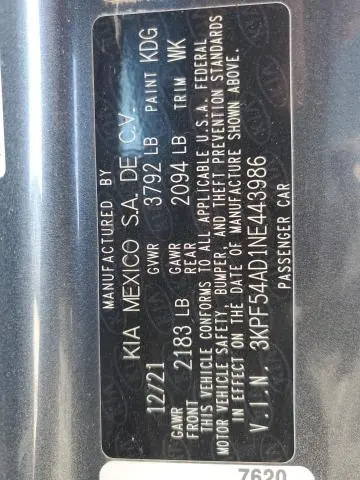 MANUFACTURED BY
KIA MEXICO S.A. DE C.V.
12/21 GVWR 3792 LB PAINT KDG
GAWR FRONT 2183 LB GAWR REAR 2094 LB TRIM WK
THIS VEHICLE CONFORMS TO ALL APPLICABLE U.S.A. FEDERAL
MOTOR VEHICLE SAFETY, BUMPER, AND THEFT PREVENTION STANDARDS
IN EFFECT ON THE DATE OF MANUFACTURE SHOWN ABOVE.
V.I.N. 3KPF54AD1NE443986
PASSENGER CAR
7620